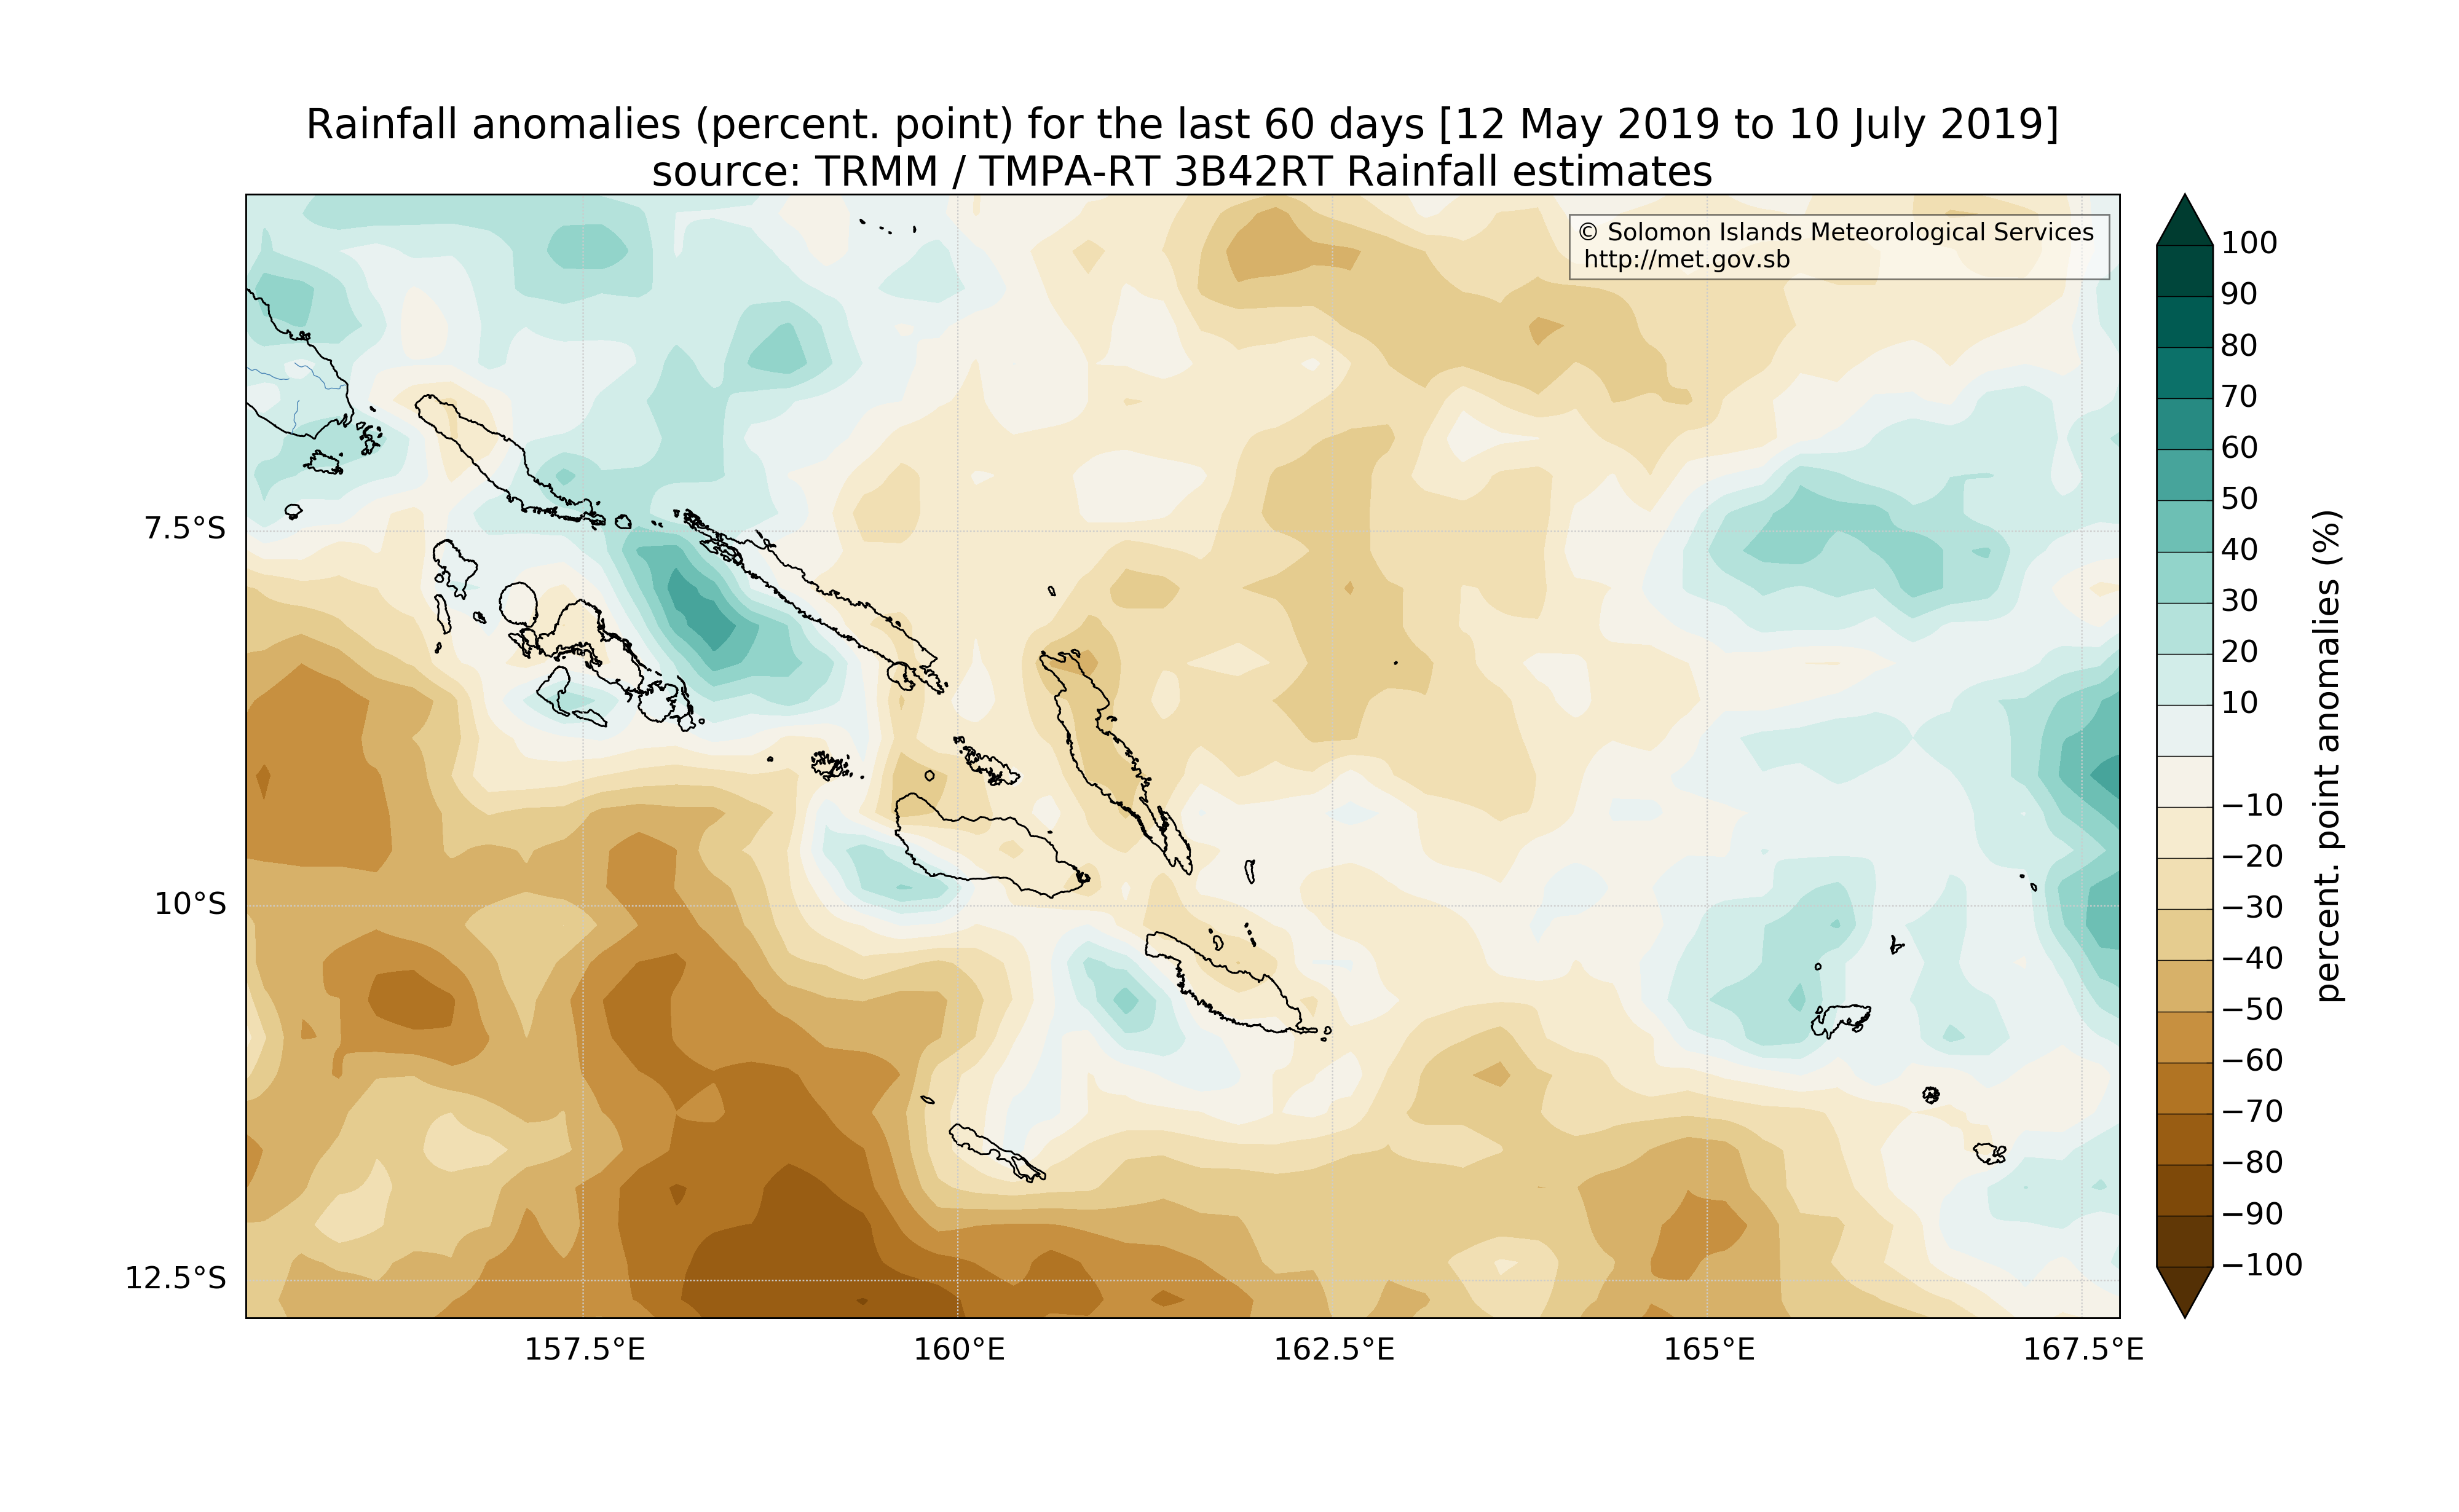 Rainfall anomalies (percent. point) for the last 60 days [12 May 2019 to 10 July 2019]
source: TRMM / TMPA-RT 3B42RT Rainfall estimates
© Solomon Islands Meteorological Services
http://met.gov.sb
7.5°S
10°S
12.5°S
157.5°E
160°E
162.5°E
165°E
167.5°E
100
90
80
70
60
50
40
30
20
10
−10
−20
−30
−40
−50
−60
−70
−80
−90
−100
percent. point anomalies (%)